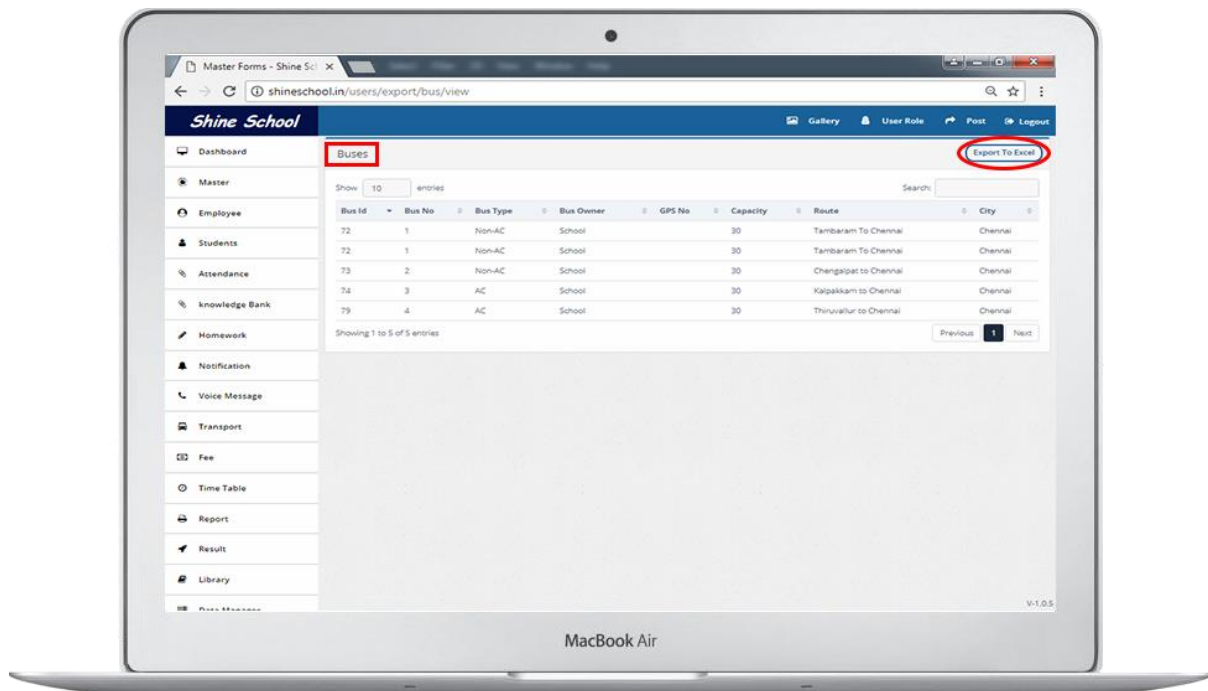 Master Forms - Shine Scl
shineschool.in/users/export/bus/view
Shine School
Gallery User Role Post Logout
Dashboard
Master
Employee
Students
Attendance
knowledge Bank
Homework
Notification
Voice Message
Transport
Fee
Time Table
Report
Result
Library
Buses Export To Excel
Show 10 entries Search:
Bus Id Bus No Bus Type Bus Owner GPS No Capacity Route City
72 1 Non-AC School 30 Tambaram To Chennai Chennai
72 1 Non-AC School 30 Tambaram To Chennai Chennai
73 2 Non-AC School 30 Chengalpat to Chennai Chennai
74 3 AC School 30 Kalpakkam to Chennai Chennai
79 4 AC School 30 Thiruvallur to Chennai Chennai
Showing 1 to 5 of 5 entries Previous 1 Next
V-1.0.5
MacBook Air